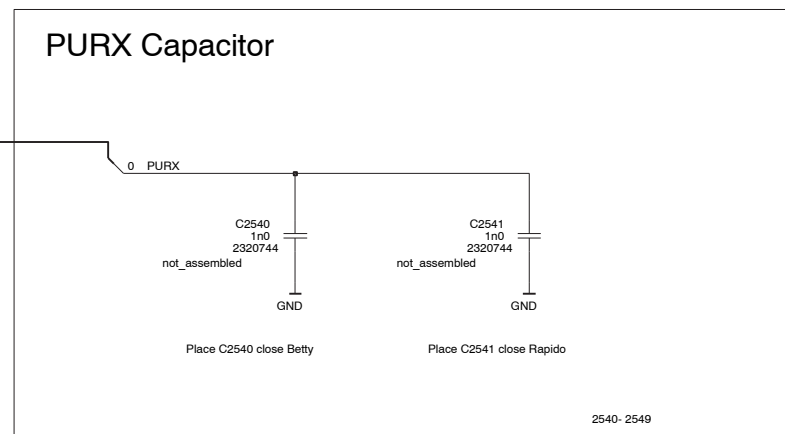 PURX Capacitor
0 PURX
C2540
1n0
2320744
not_assembled
GND
C2541
1n0
2320744
not_assembled
GND
Place C2540 close Betty
Place C2541 close Rapido
2540- 2549